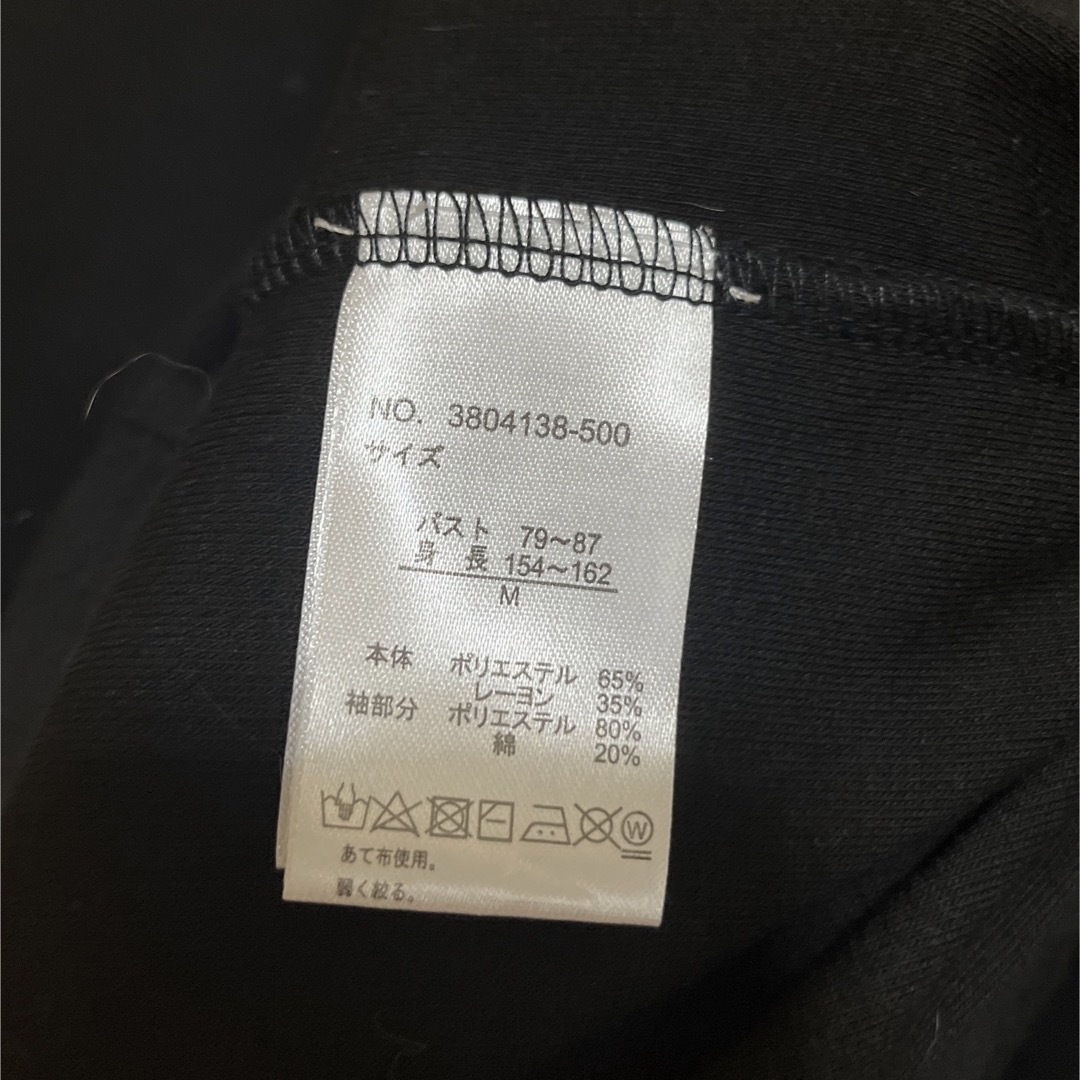 NO. 3804138-500
サイズ
バスト 79～87
身 長 154～162
M
本体 ポリエステル 65%
レーヨン 35%
袖部分 ポリエステル 80%
綿 20%
W
あて布使用。
弱く絞る。